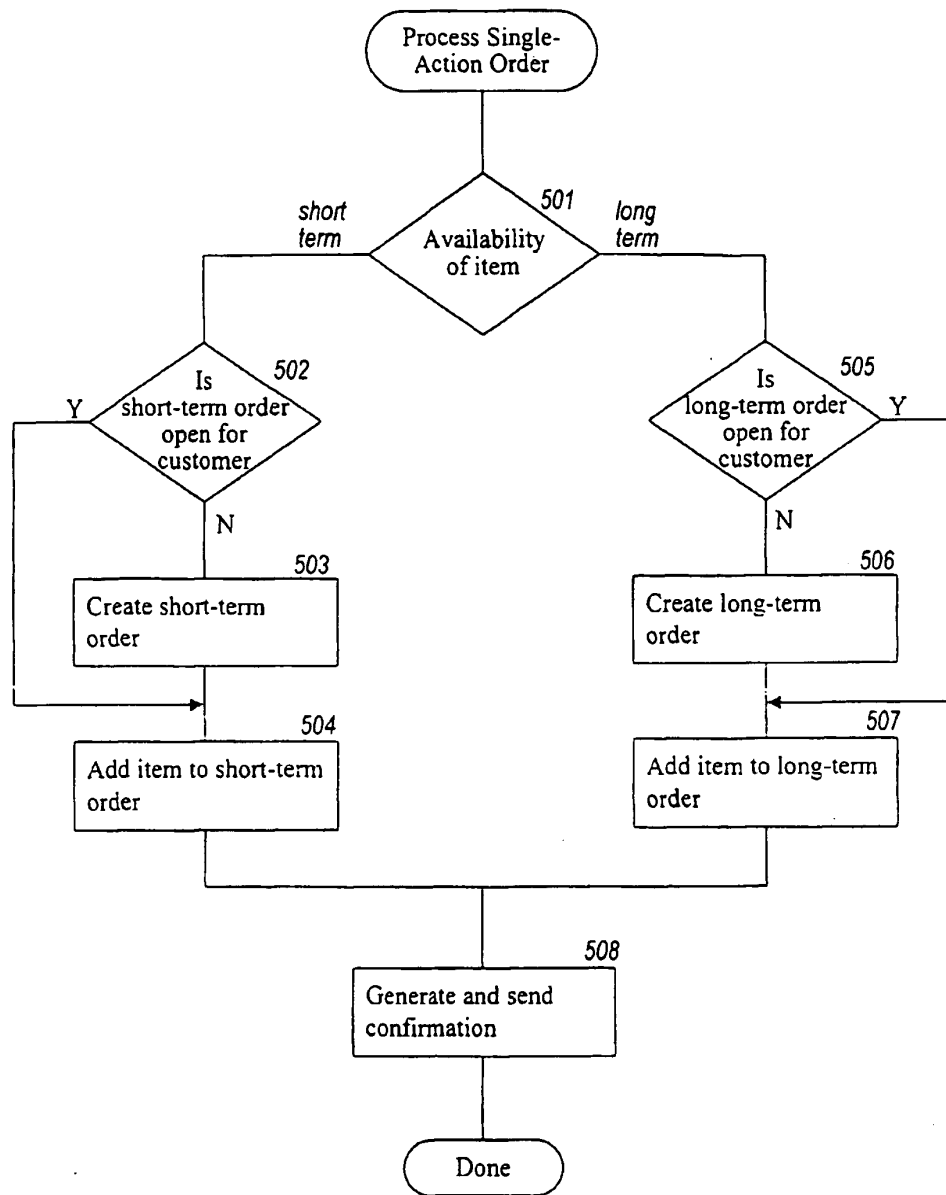 Process Single-
Action Order
501
short
term
long
term
Availability
of item
502
Is
short-term order
open for
customer
Y
N
505
Is
long-term order
open for
customer
Y
N
503
Create short-term
order
506
Create long-term
order
504
Add item to short-term
order
507
Add item to long-term
order
508
Generate and send
confirmation
Done